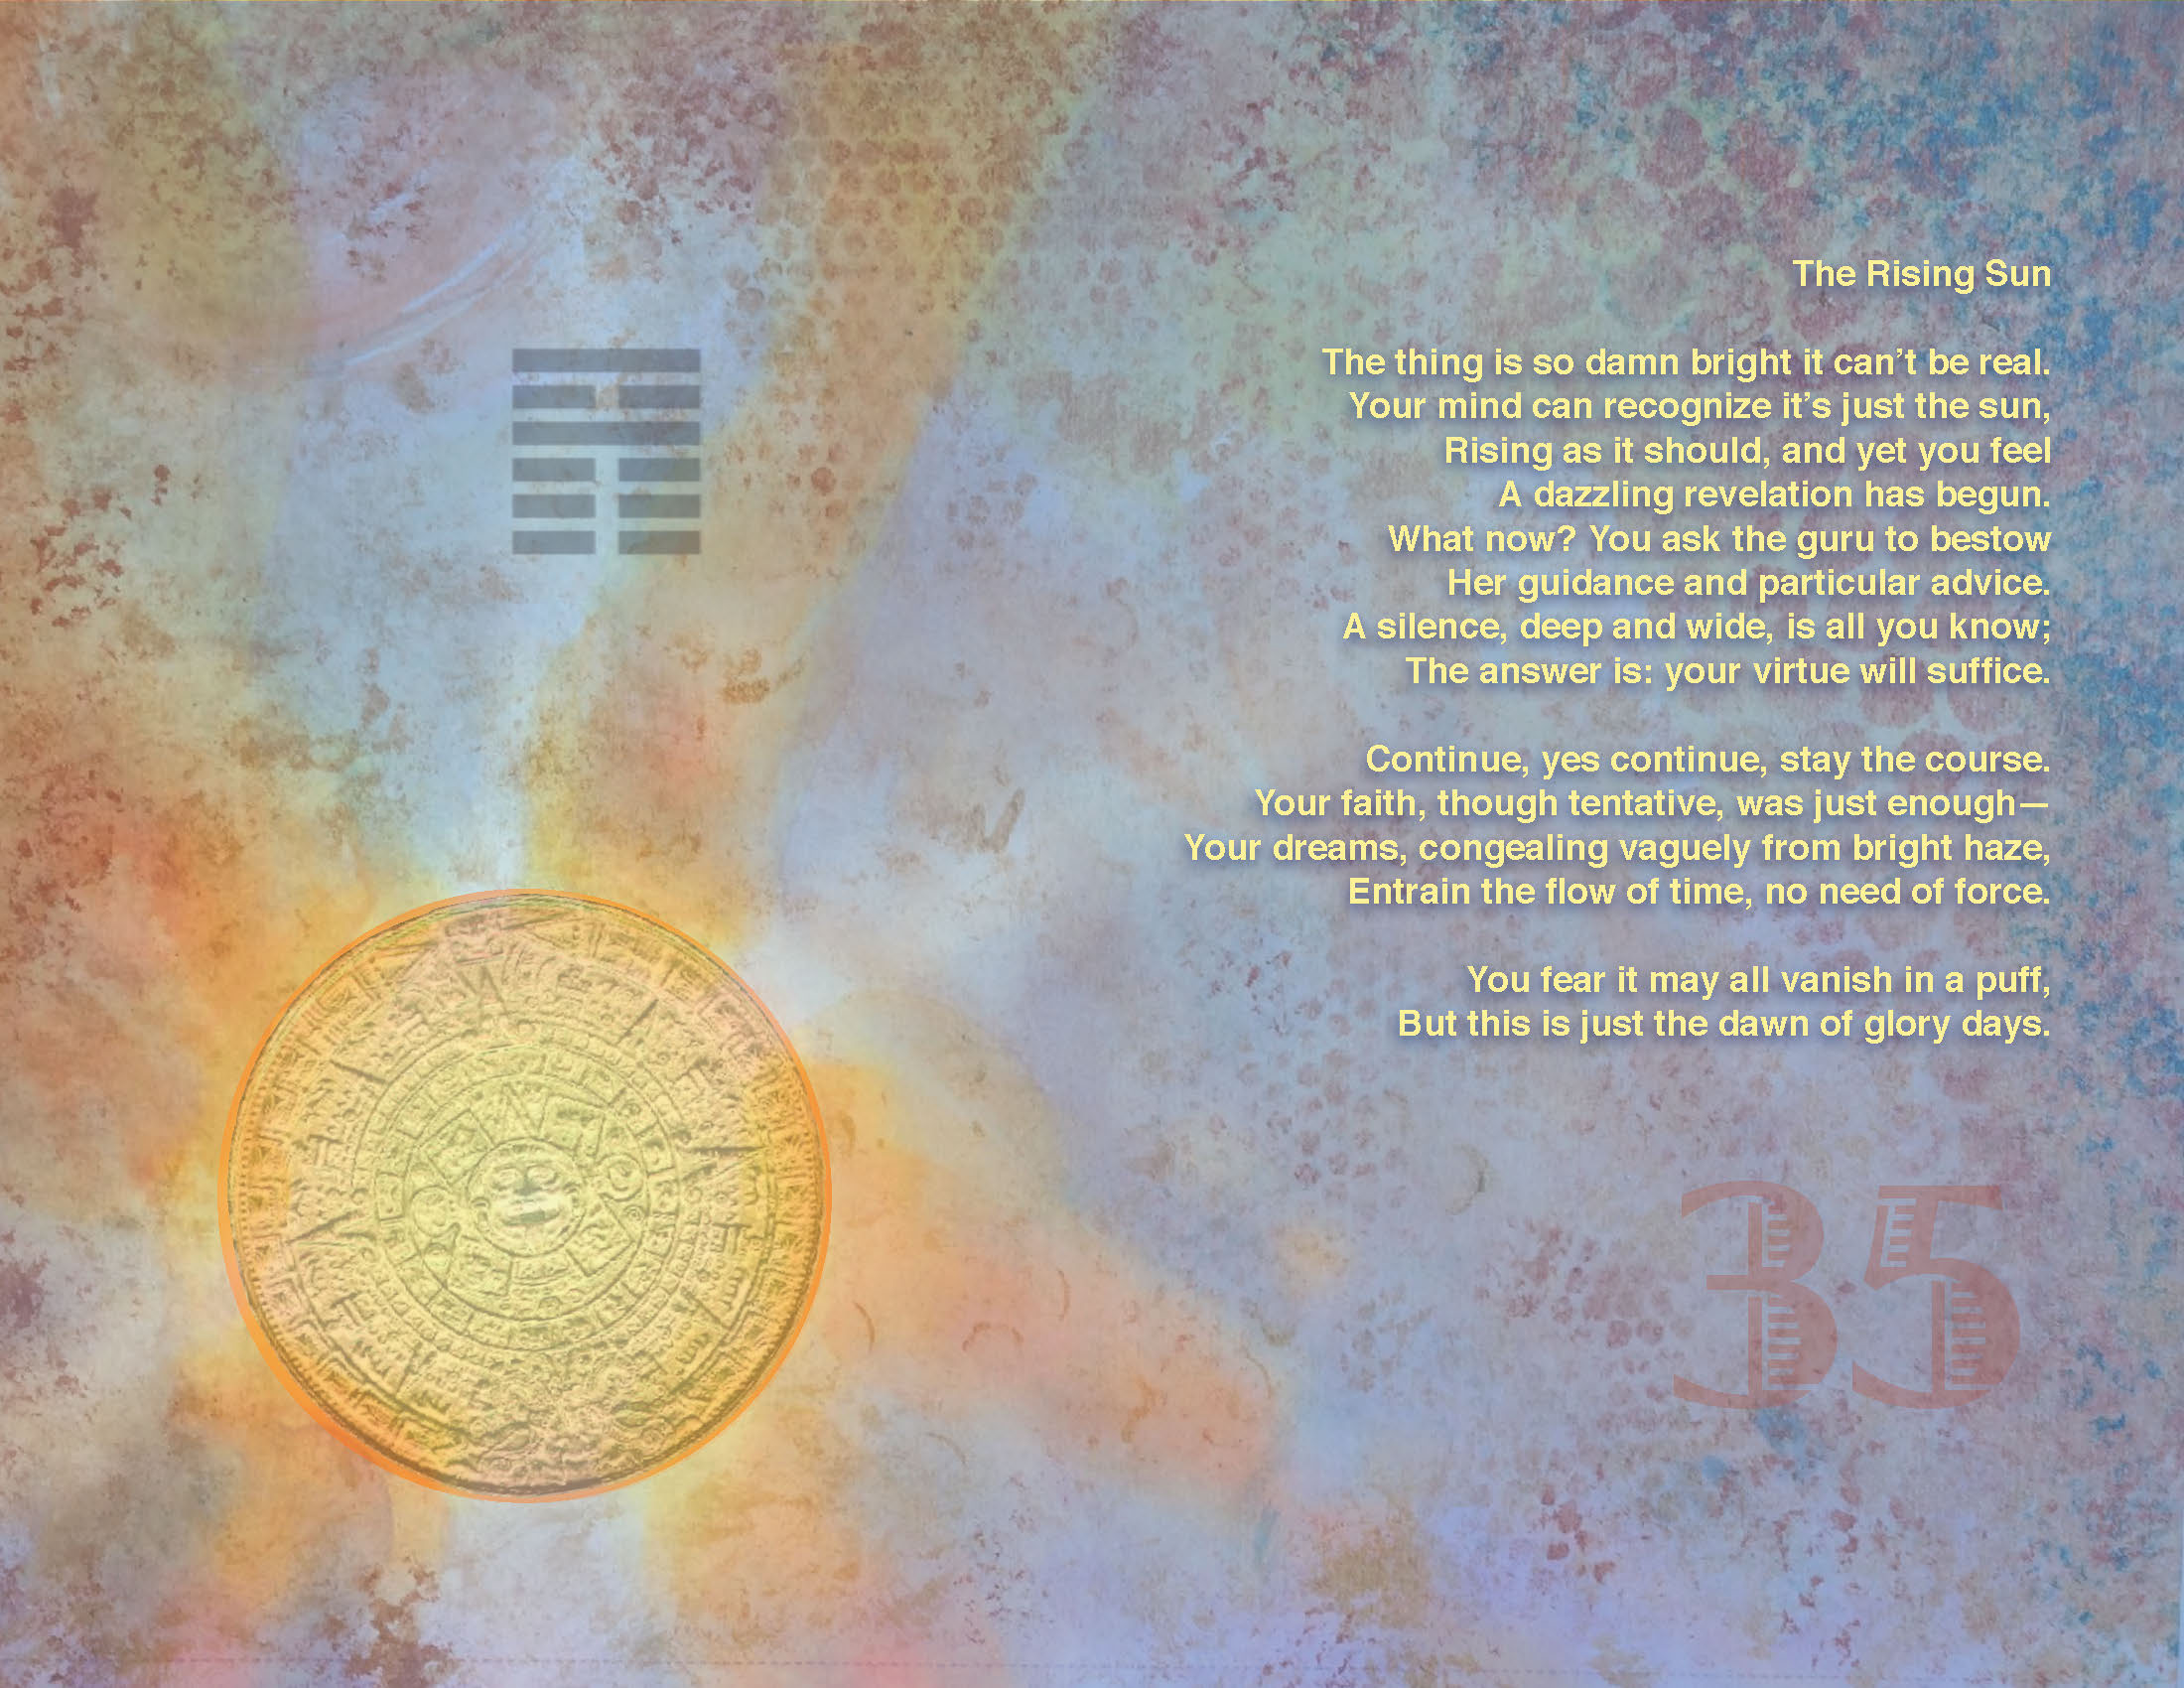 The Rising Sun
The thing is so damn bright it can’t be real.
Your mind can recognize it’s just the sun,
Rising as it should, and yet you feel
A dazzling revelation has begun.
What now? You ask the guru to bestow
Her guidance and particular advice.
A silence, deep and wide, is all you know;
The answer is: your virtue will suffice.
Continue, yes continue, stay the course.
Your faith, though tentative, was just enough—
Your dreams, congealing vaguely from bright haze,
Entrain the flow of time, no need of force.
You fear it may all vanish in a puff,
But this is just the dawn of glory days.
35